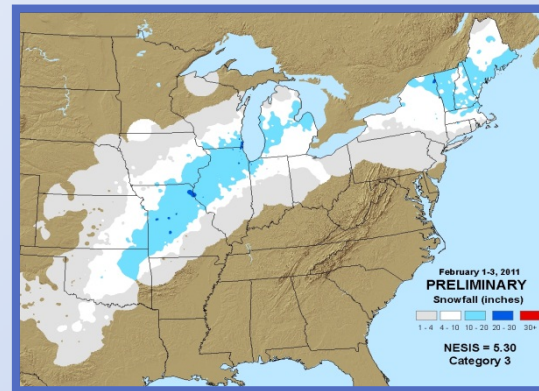 February 1-3, 2011
PRELIMINARY
Snowfall (inches)
1 - 4 4 - 10 10 - 20 20 - 30 30+
NESIS = 5.30
Category 3